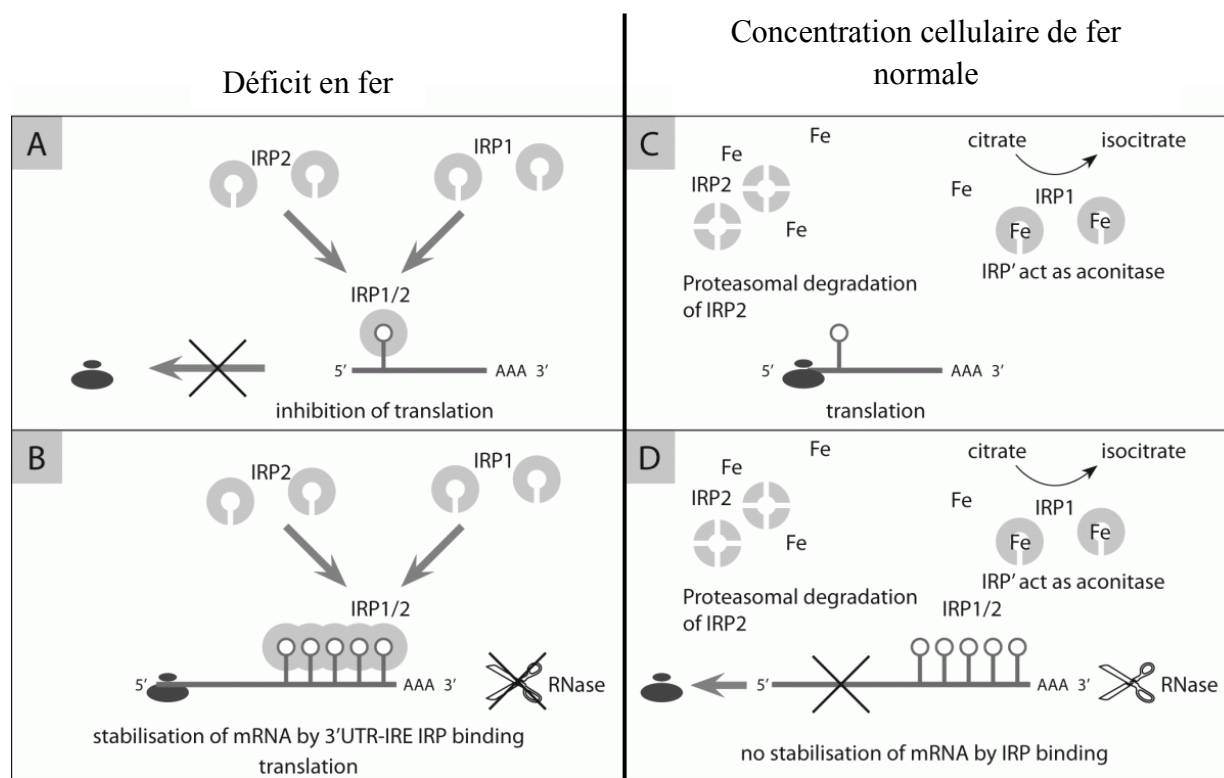 Déficit en fer
Concentration cellulaire de fer
normale
A
IRP2
IRP1
IRP1/2
5′
AAA 3′
inhibition of translation
C
Fe
Fe
citrate
isocitrate
IRP2
Fe
IRP1
Fe
Fe
Fe
IRP' act as aconitase
Proteasomal degradation
of IRP2
5′
AAA 3′
translation
B
IRP2
IRP1
IRP1/2
5′
AAA 3′
RNase
stabilisation of mRNA by 3'UTR-IRE IRP binding
translation
D
Fe
Fe
citrate
isocitrate
IRP2
Fe
IRP1
Fe
Fe
Fe
IRP' act as aconitase
Proteasomal degradation
of IRP2
IRP1/2
5′
AAA 3′
RNase
no stabilisation of mRNA by IRP binding